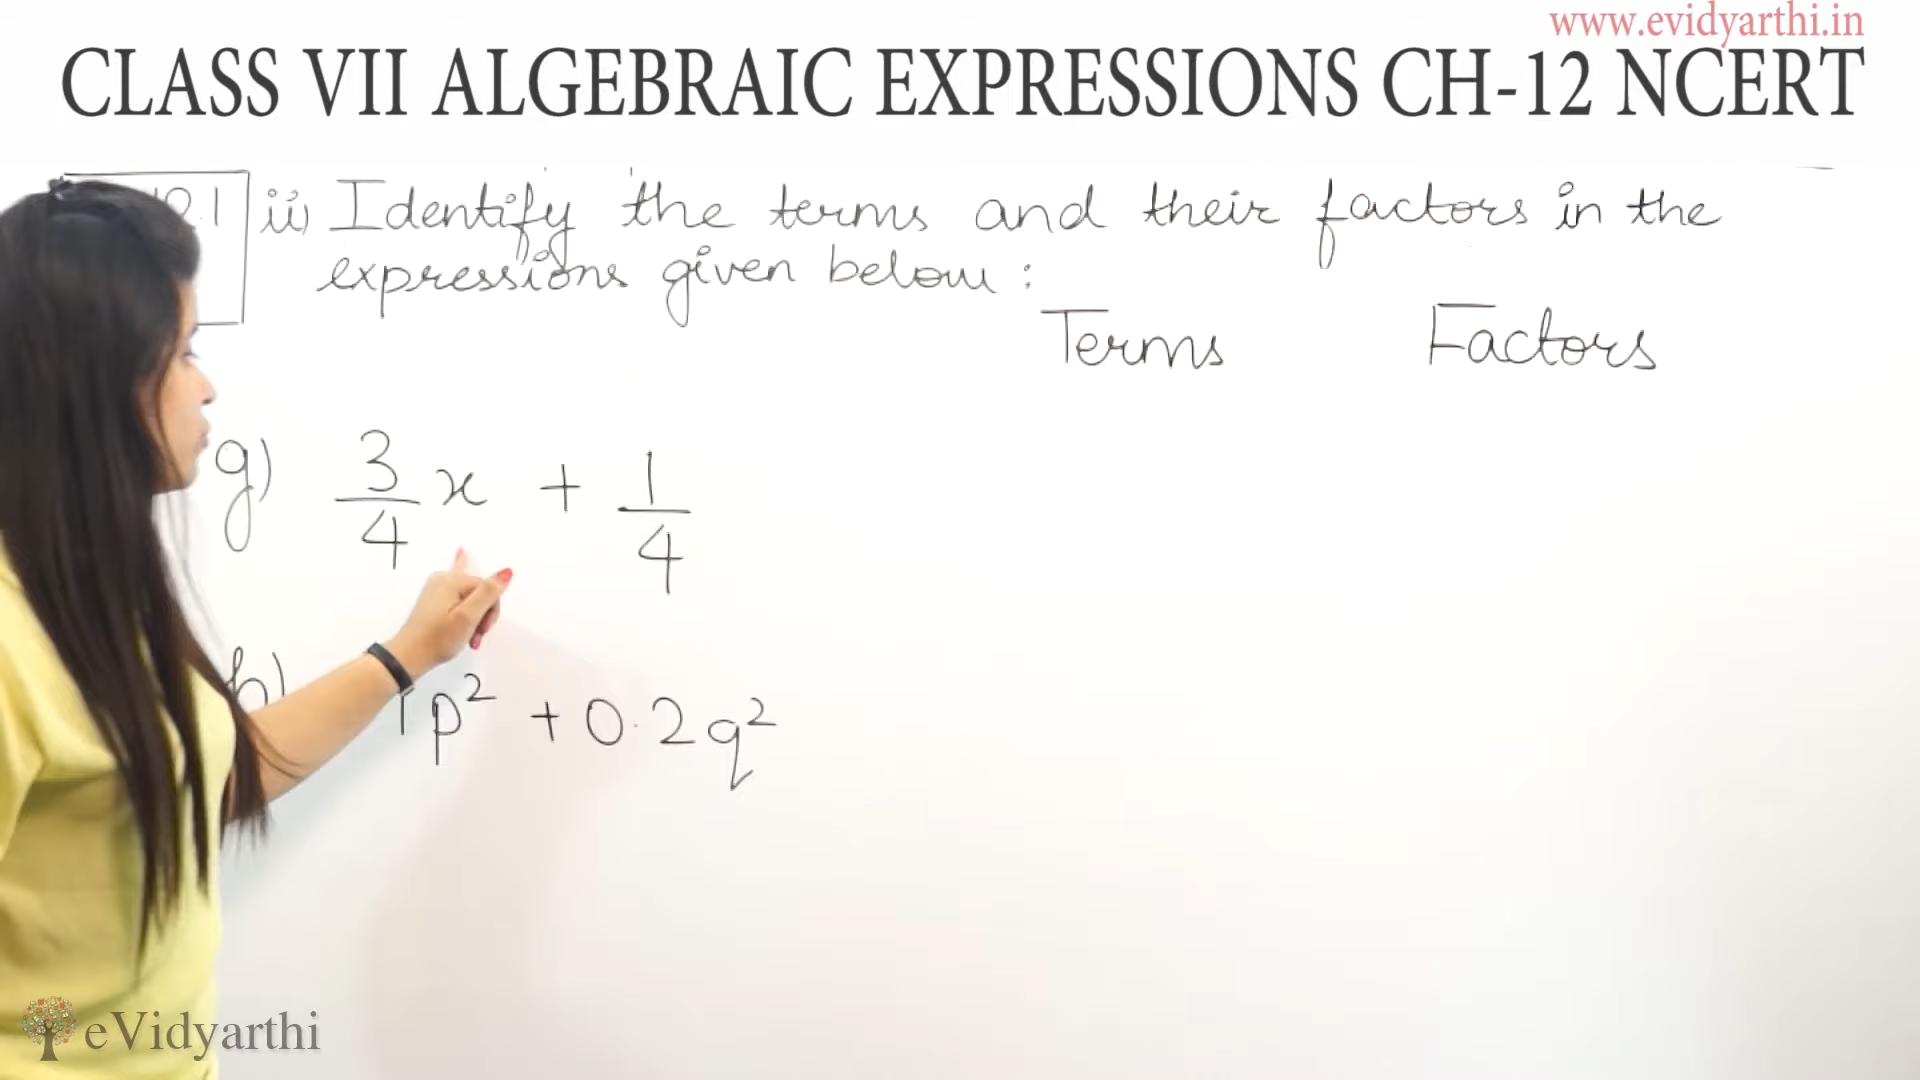 www.evidyarthi.in
CLASS VII ALGEBRAIC EXPRESSIONS CH-12 NCERT
ii) Identify the terms and their factors in the
expressions given below:
Terms Factors
g) 3/4 x + 1/4
h) p² + 0.2q²
eVidyarthi